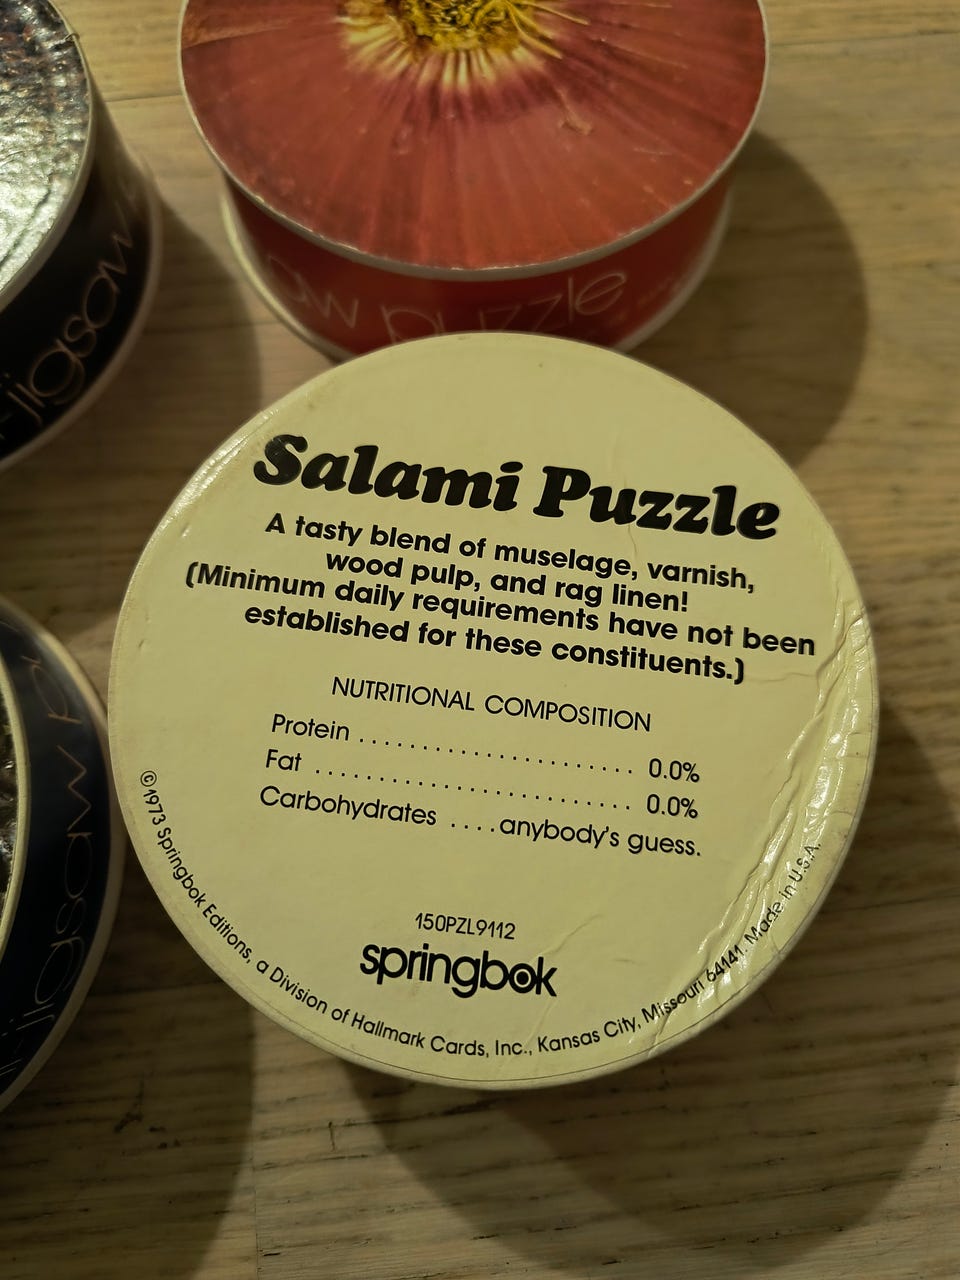 jigsaw
aw puzzle
Salami Puzzle
A tasty blend of muselage, varnish,
wood pulp, and rag linen!
(Minimum daily requirements have not been
established for these constituents.)
NUTRITIONAL COMPOSITION
Protein .......................... 0.0%
Fat .............................. 0.0%
Carbohydrates ....anybody's guess.
150PZL9112
springbok
©1973 Springbok Editions, a Division of Hallmark Cards, Inc., Kansas City, Missouri 64141. Made in U.S.A.
jigsaw